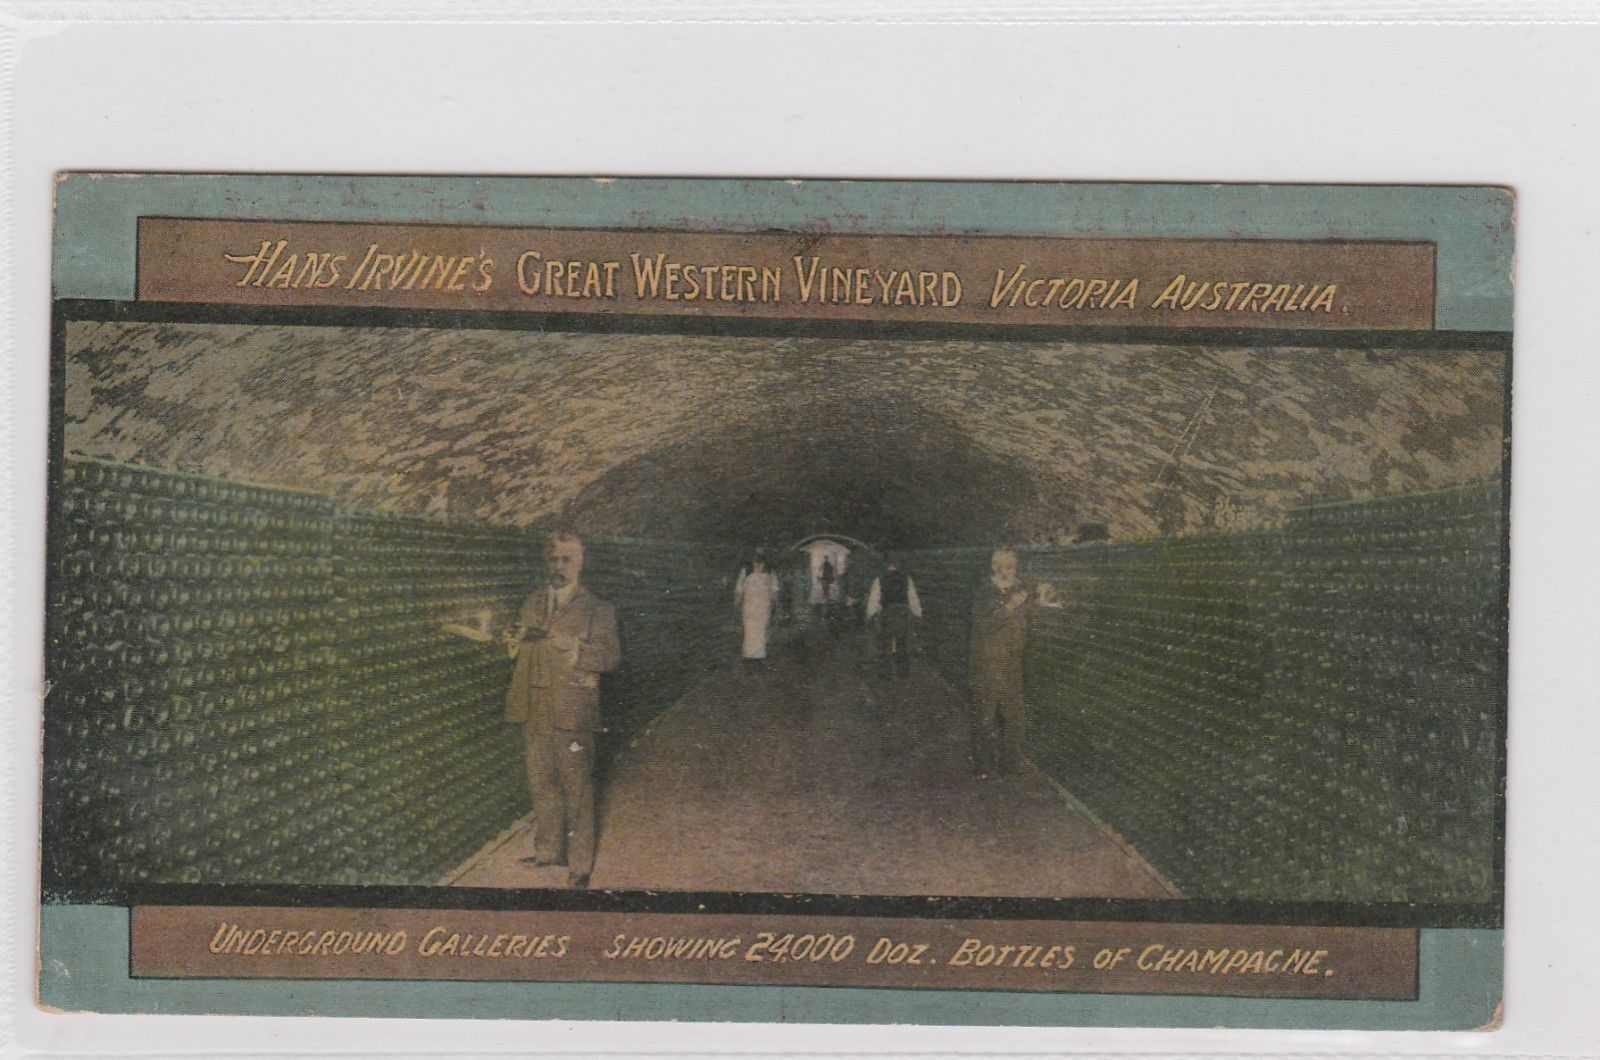 HANS IRVINE'S GREAT WESTERN VINEYARD VICTORIA AUSTRALIA.
UNDERGROUND GALLERIES SHOWING 24,000 DOZ. BOTTLES OF CHAMPAGNE.